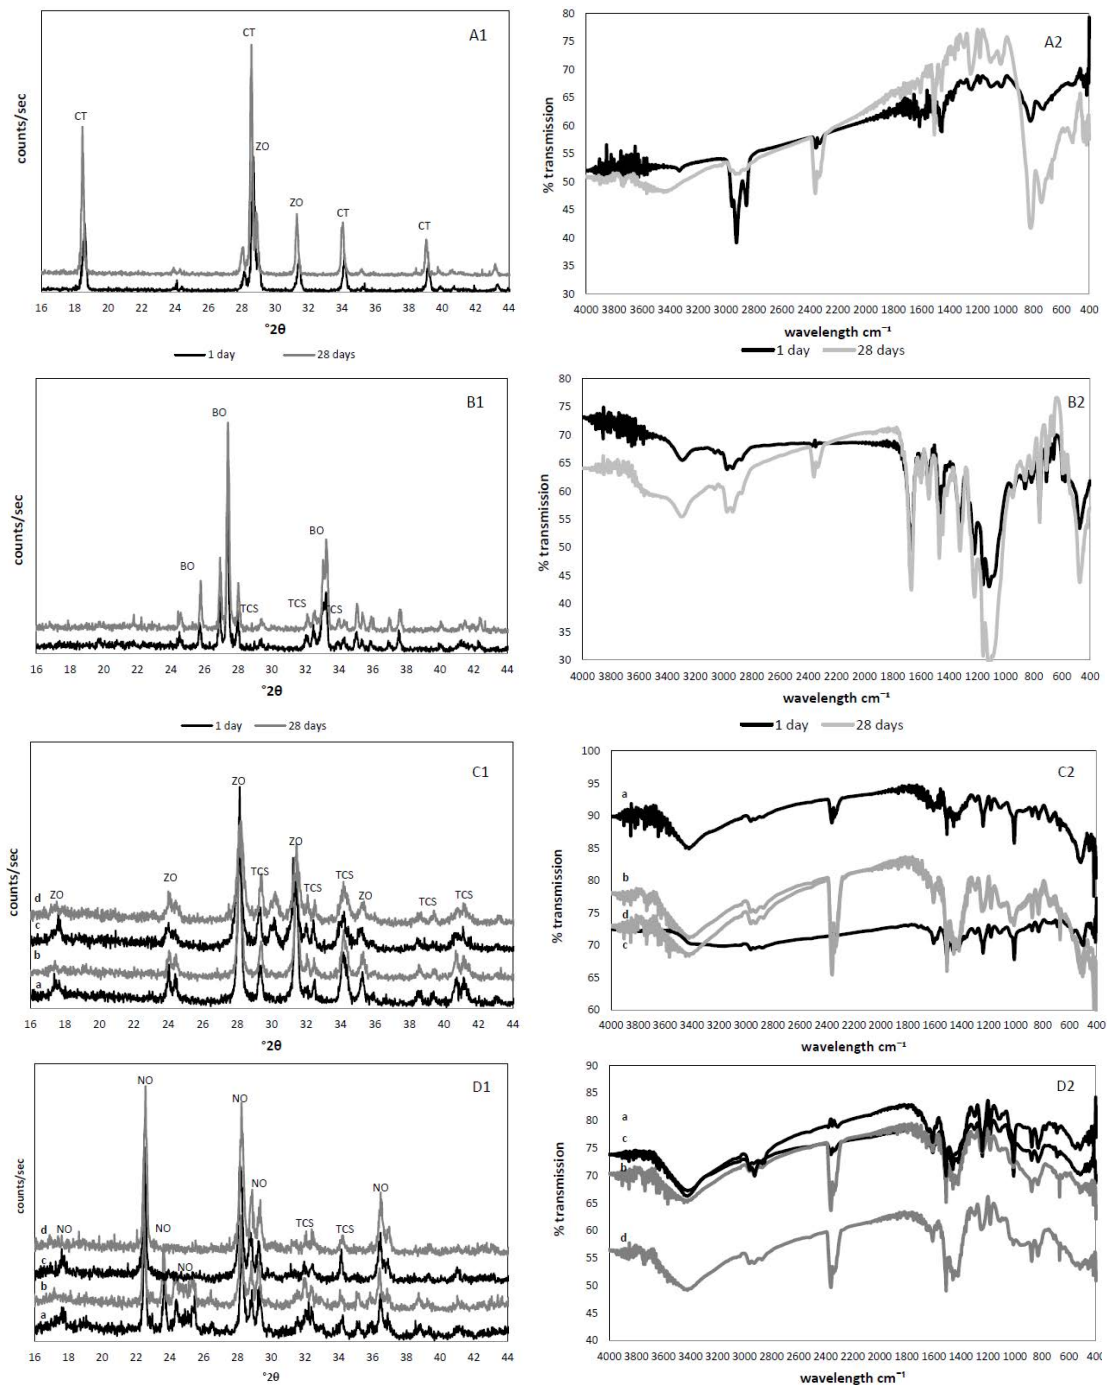 A1
CT
CT
ZO
ZO
CT
CT
counts/sec
16 18 20 22 24 26 28 30 32 34 36 38 40 42 44
°2θ
1 day 28 days
A2
80
75
70
65
60
55
50
45
40
35
30
% transmission
4000 3800 3600 3400 3200 3000 2800 2600 2400 2200 2000 1800 1600 1400 1200 1000 800 600 400
wavelength cm⁻¹
1 day 28 days
B1
BO
BO
BO
TCS
TCS
TCS
counts/sec
16 18 20 22 24 26 28 30 32 34 36 38 40 42 44
°2θ
1 day 28 days
B2
80
75
70
65
60
55
50
45
40
35
30
% transmission
4000 3800 3600 3400 3200 3000 2800 2600 2400 2200 2000 1800 1600 1400 1200 1000 800 600 400
wavelength cm⁻¹
1 day 28 days
C1
ZO
ZO
ZO
ZO
TCS
TCS
TCS
ZO
TCS
TCS
d
c
b
a
counts/sec
16 18 20 22 24 26 28 30 32 34 36 38 40 42 44
°2θ
C2
100
95
90
85
80
75
70
65
60
a
b
d
c
% transmission
4000 3800 3600 3400 3200 3000 2800 2600 2400 2200 2000 1800 1600 1400 1200 1000 800 600 400
wavelength cm⁻¹
D1
NO
NO
NO
NO
NO
NO
NO
TCS
TCS
d
c
b
a
counts/sec
16 18 20 22 24 26 28 30 32 34 36 38 40 42 44
°2θ
D2
90
85
80
75
70
65
60
55
50
45
40
a
c
b
d
% transmission
4000 3800 3600 3400 3200 3000 2800 2600 2400 2200 2000 1800 1600 1400 1200 1000 800 600 400
wavelength cm⁻¹